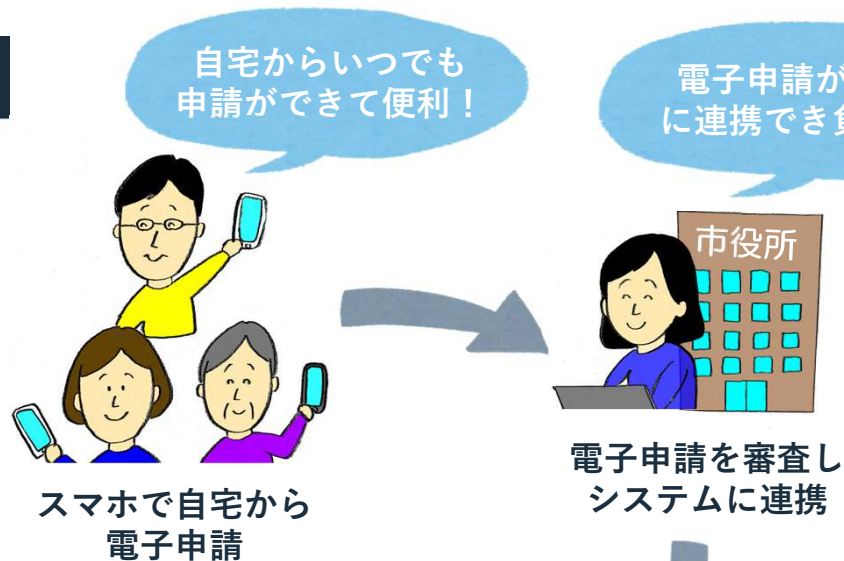 自宅からいつでも
申請ができて便利！
電子申請が
に連携でき
市役所
スマホで自宅から
電子申請
電子申請を審査し
システムに連携